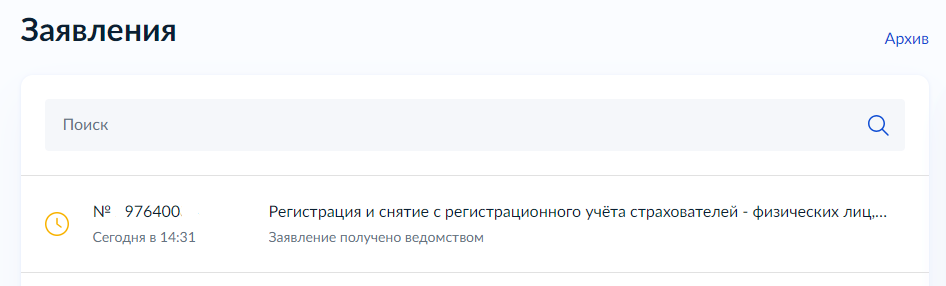 Заявления
Архив
Поиск
№ 976400
Регистрация и снятие с регистрационного учёта страхователей - физических лиц,...
Сегодня в 14:31
Заявление получено ведомством